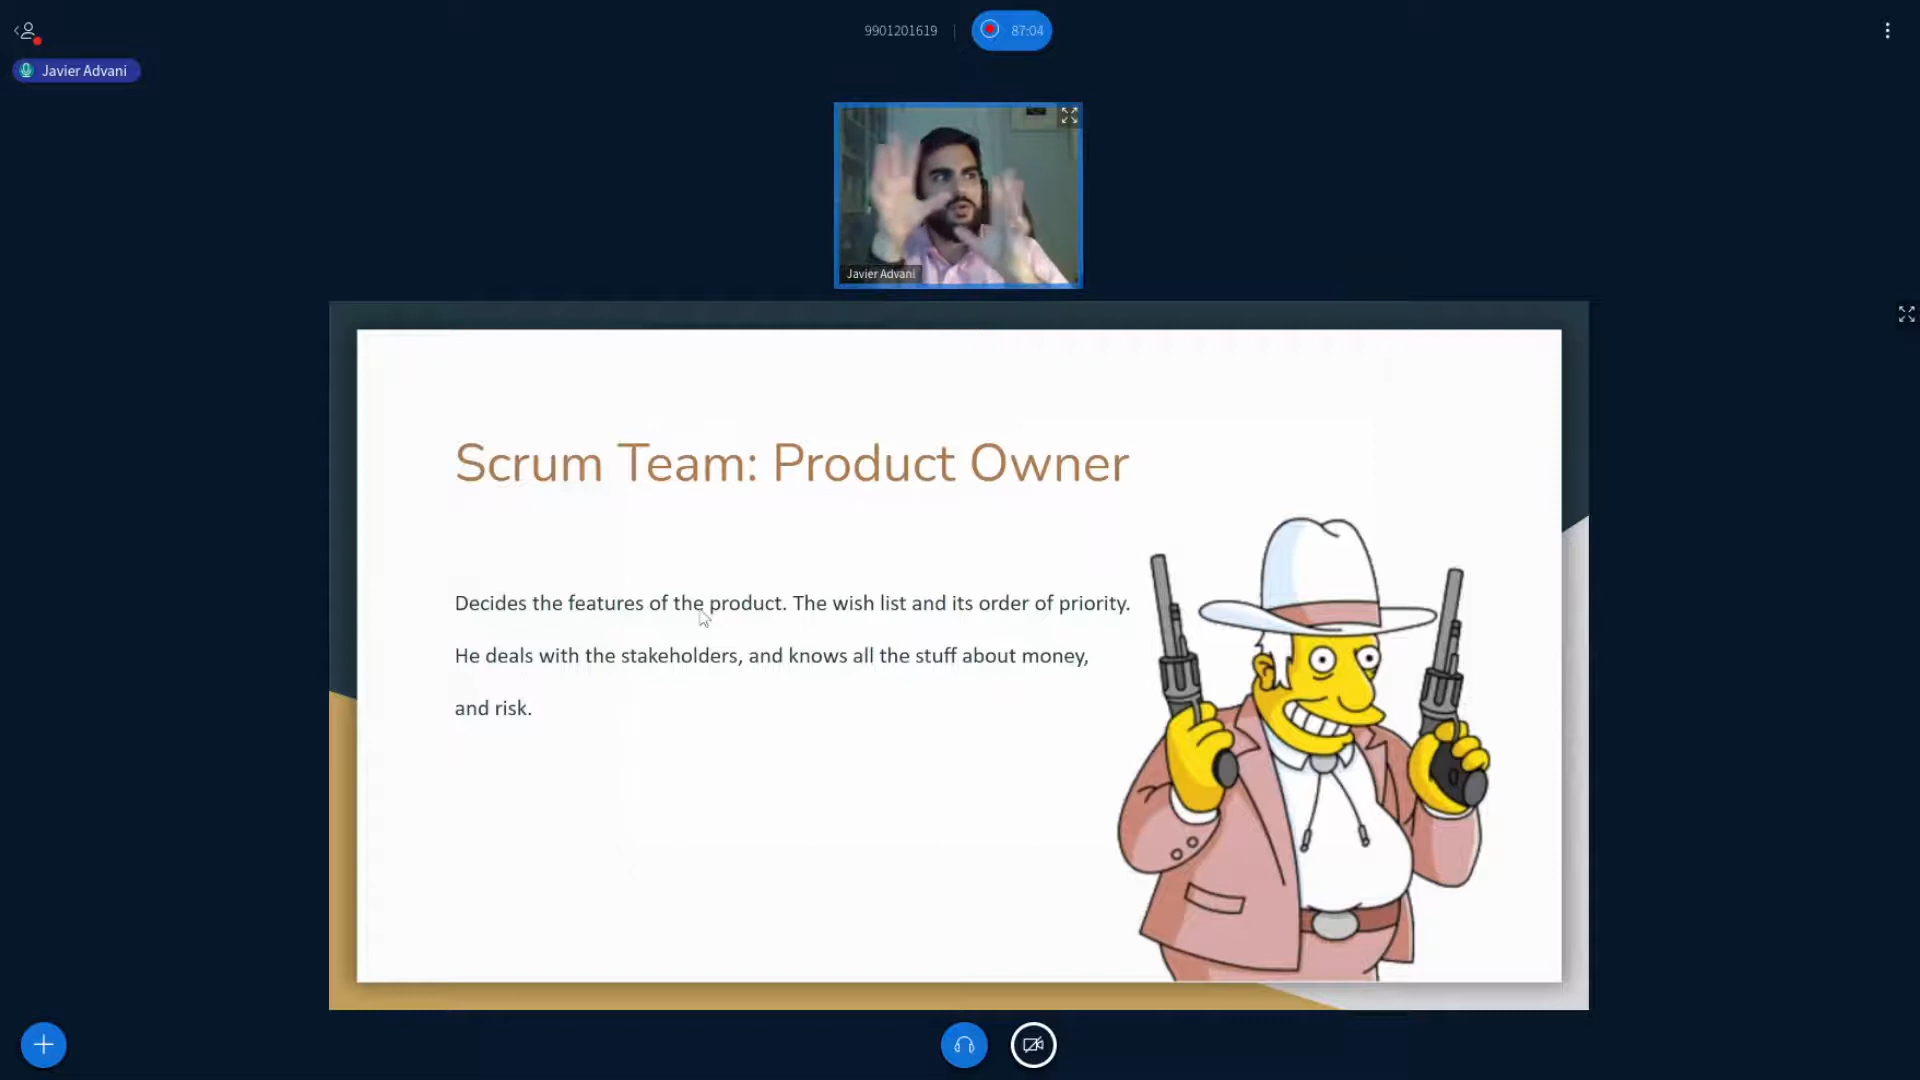 9901201619
87:04
Javier Advani
Javier Advani
Scrum Team: Product Owner
Decides the features of the product. The wish list and its order of priority.
He deals with the stakeholders, and knows all the stuff about money,
and risk.